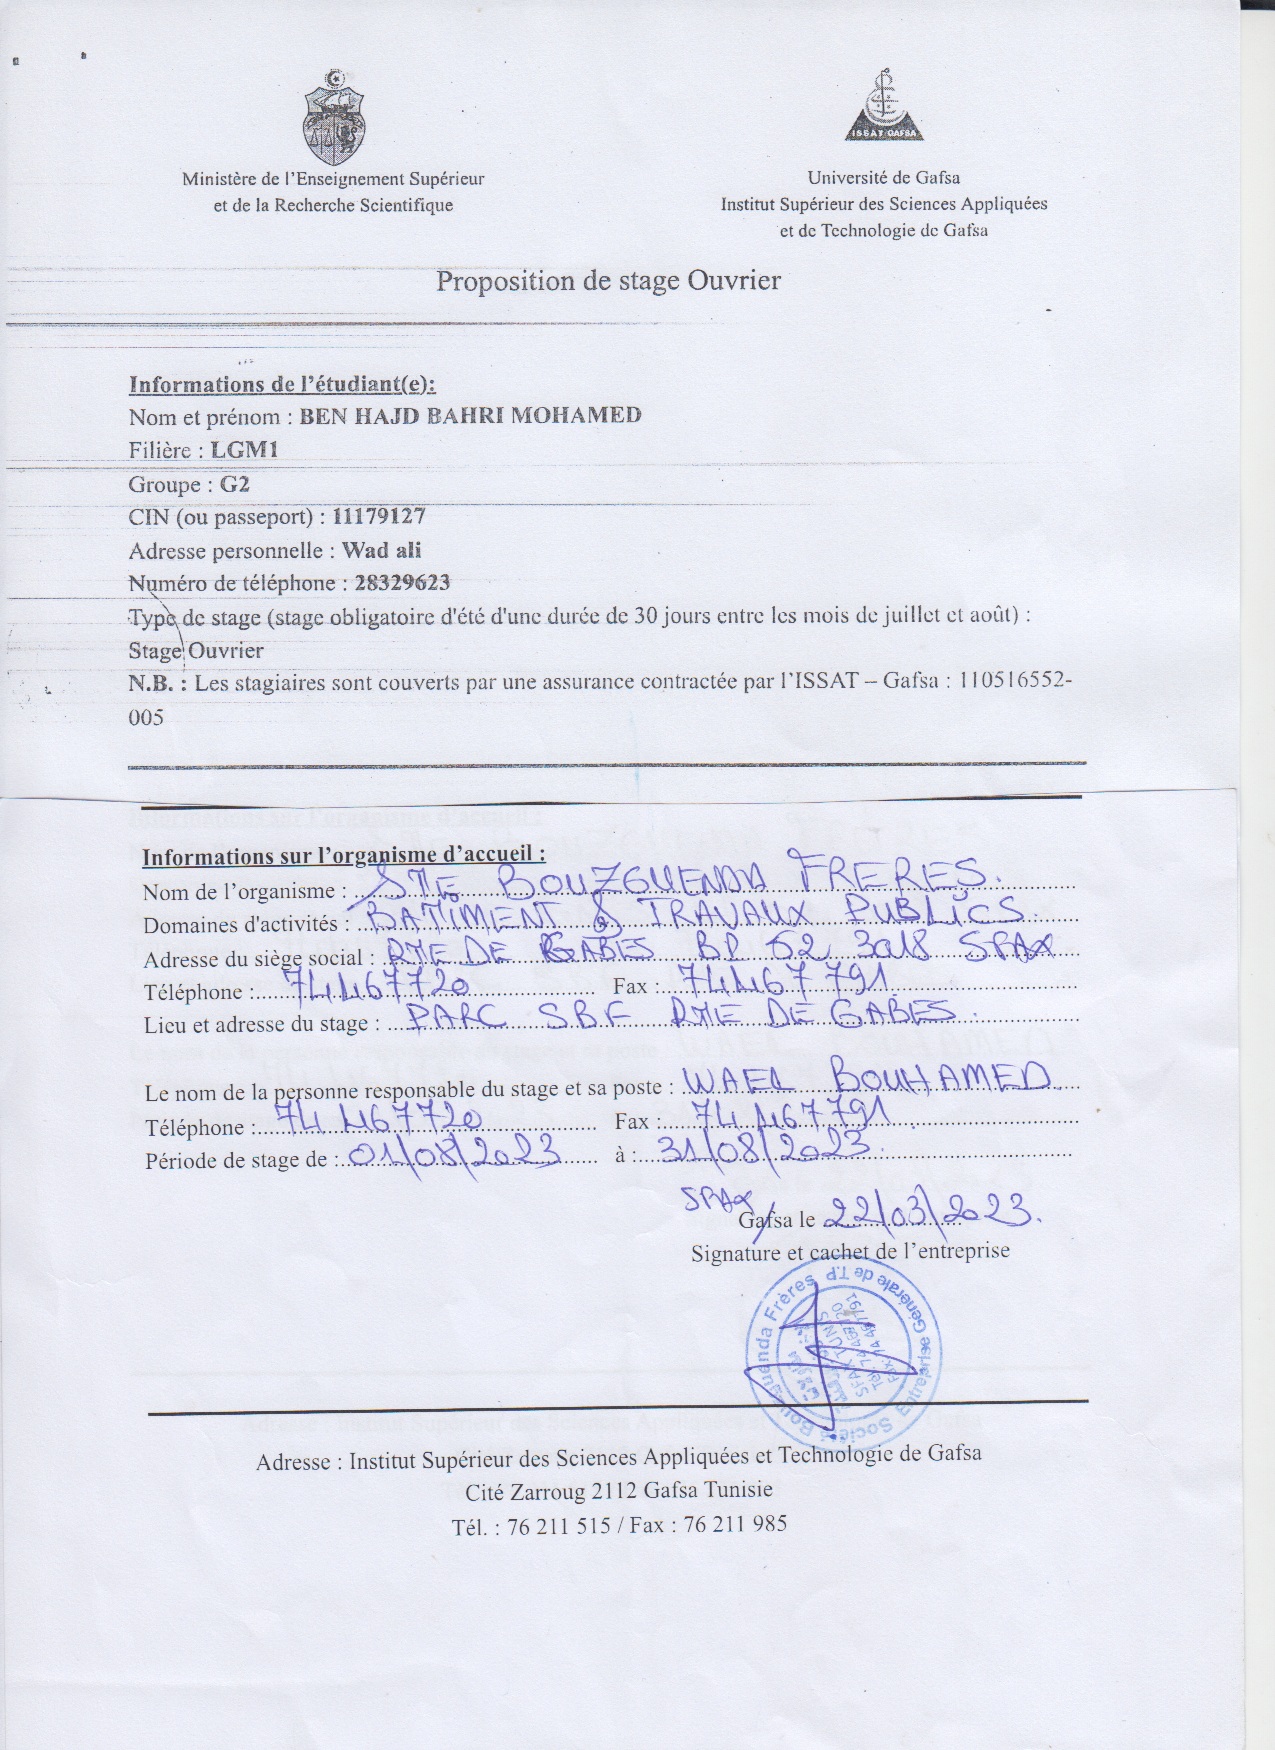 ISSAT GAFSA
Ministère de l'Enseignement Supérieur
et de la Recherche Scientifique
Université de Gafsa
Institut Supérieur des Sciences Appliquées
et de Technologie de Gafsa
Proposition de stage Ouvrier
Informations de l'étudiant(e):
Nom et prénom : BEN HAJD BAHRI MOHAMED
Filière : LGM1
Groupe : G2
CIN (ou passeport) : 11179127
Adresse personnelle : Wad ali
Numéro de téléphone : 28329623
Type de stage (stage obligatoire d'été d'une durée de 30 jours entre les mois de juillet et août) :
Stage Ouvrier
N.B. : Les stagiaires sont couverts par une assurance contractée par l'ISSAT – Gafsa : 110516552-
005
Informations sur l'organisme d'accueil :
Nom de l'organisme : STE BOUZGUENDA FRERES.
Domaines d'activités : BATIMENT & TRAVAUX PUBLICS.
Adresse du siège social : RTE DE GABES BP 62 3018 SFAX
Téléphone : 74467720 Fax : 74467791
Lieu et adresse du stage : PARC SBF RTE DE GABES.
Le nom de la personne responsable du stage et sa poste : WAEL BOUHAMED
Téléphone : 74467720 Fax : 74467791.
Période de stage de : 01/08/2023 à : 31/08/2023.
SFAX
Gafsa le 22/03/2023.
Signature et cachet de l'entreprise
Société Bouzguenda Frères
Entreprise Générale de T.P
Adresse : Institut Supérieur des Sciences Appliquées et Technologie de Gafsa
Cité Zarroug 2112 Gafsa Tunisie
Tél. : 76 211 515 / Fax : 76 211 985